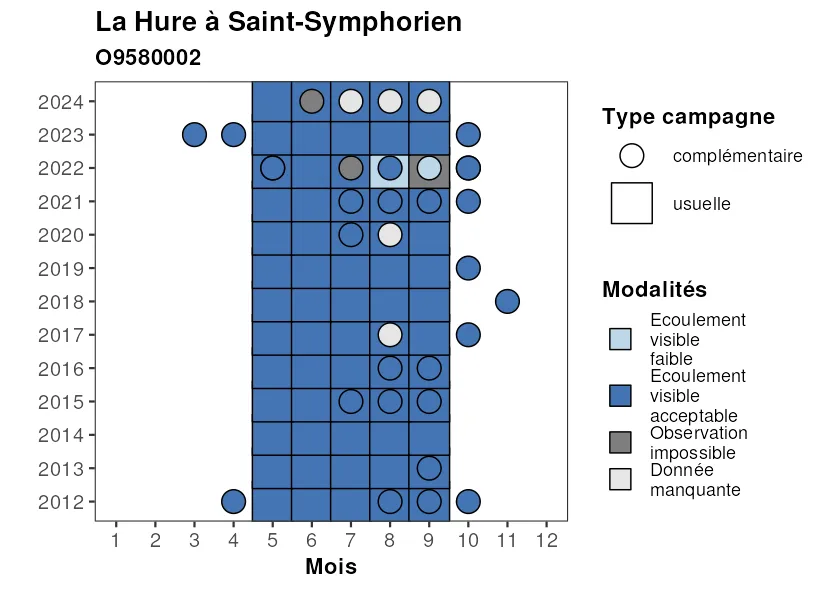 La Hure à Saint-Symphorien
O9580002
2024
2023
2022
2021
2020
2019
2018
2017
2016
2015
2014
2013
2012
1 2 3 4 5 6 7 8 9 10 11 12
Mois
Type campagne
complémentaire
usuelle
Modalités
Ecoulement
visible
faible
Ecoulement
visible
acceptable
Observation
impossible
Donnée
manquante